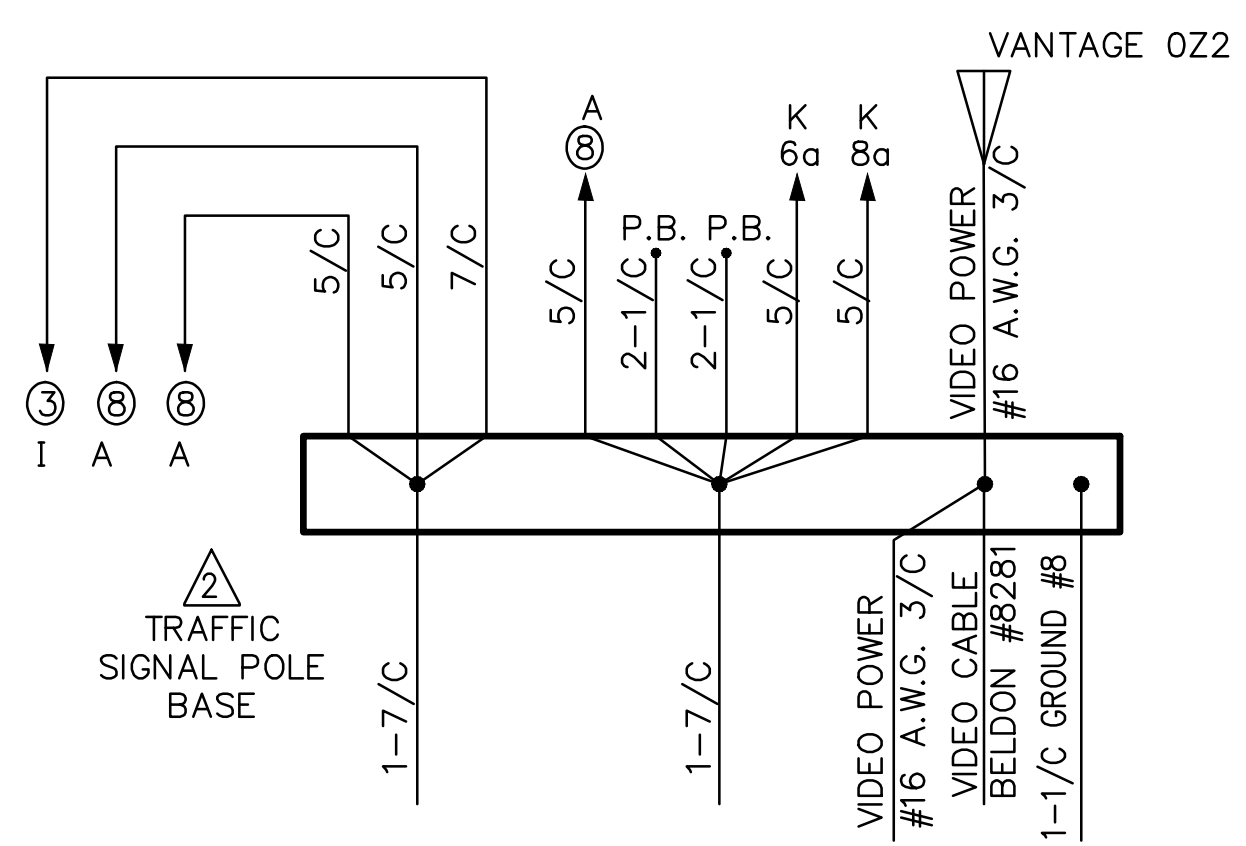 VANTAGE OZ2
A
8
K
6a
K
8a
P.B.
P.B.
5/C
5/C
7/C
5/C
2-1/C
2-1/C
5/C
5/C
VIDEO POWER
#16 A.W.G. 3/C
3
8
8
I
A
A
2
TRAFFIC
SIGNAL POLE
BASE
1-7/C
1-7/C
VIDEO POWER
#16 A.W.G. 3/C
VIDEO CABLE
BELDON #8281
1-1/C GROUND #8